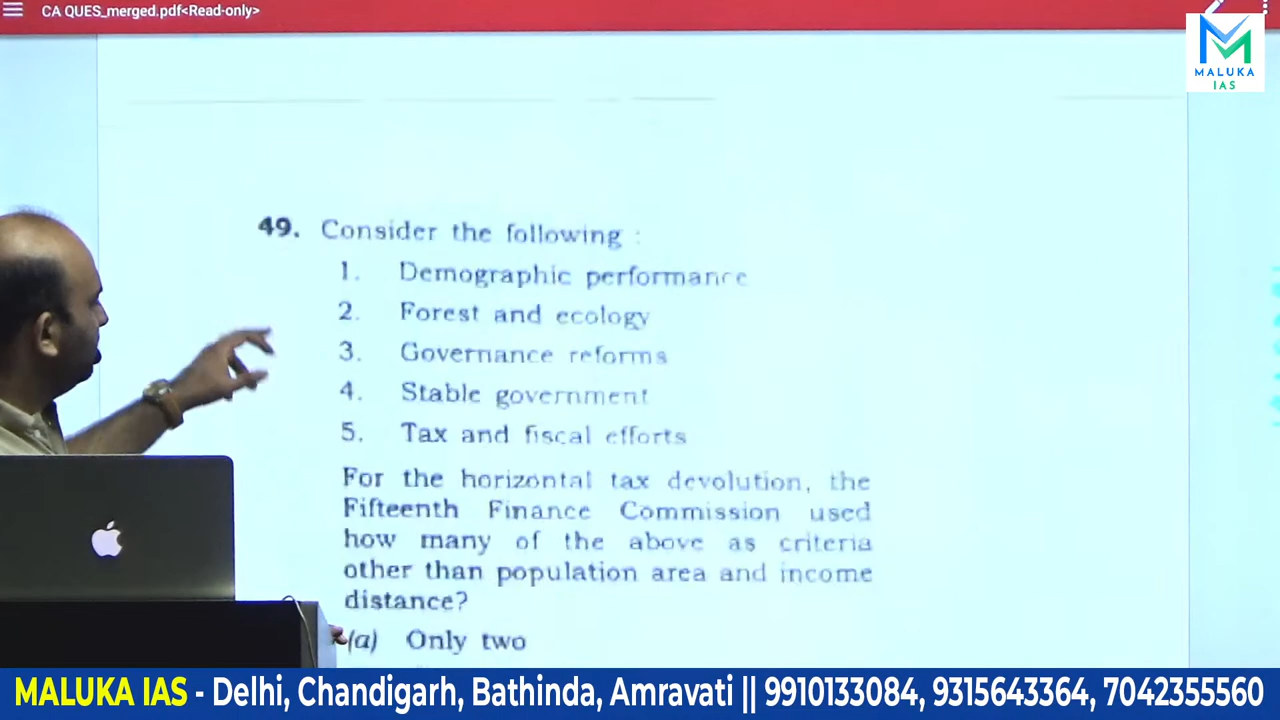 CA QUES_merged.pdf<Read-only>
MALUKA
IAS
49. Consider the following :
1. Demographic performance
2. Forest and ecology
3. Governance reforms
4. Stable government
5. Tax and fiscal efforts
For the horizontal tax devolution, the
Fifteenth Finance Commission used
how many of the above as criteria
other than population area and income
distance?
(a) Only two
MALUKA IAS - Delhi, Chandigarh, Bathinda, Amravati || 9910133084, 9315643364, 7042355560